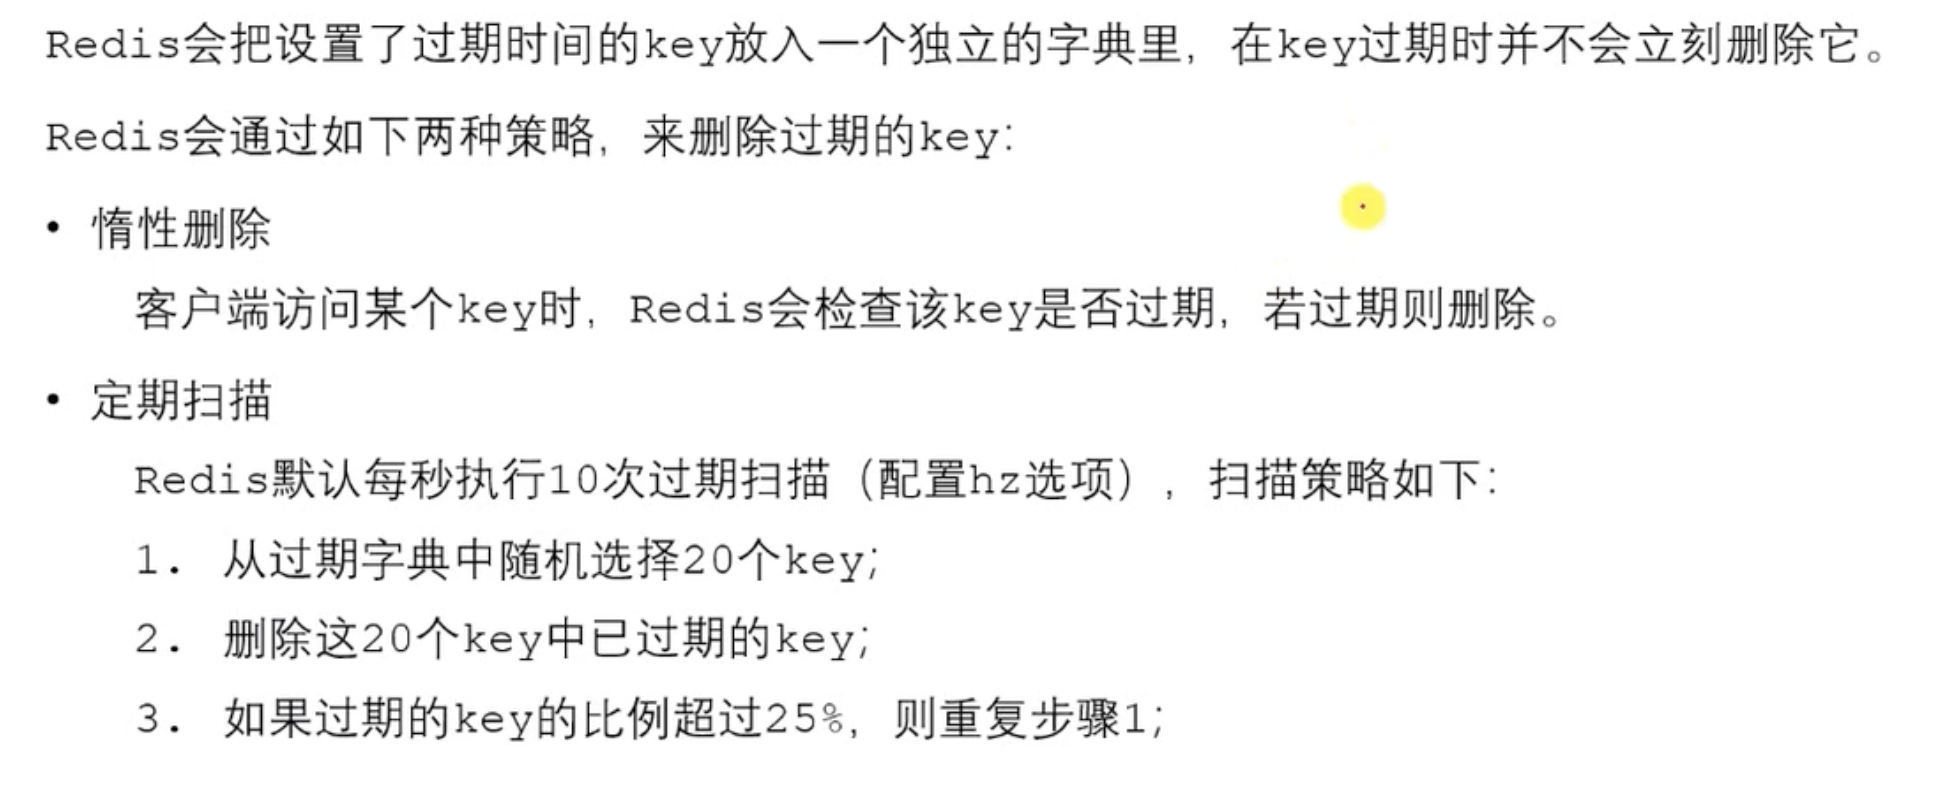 Redis会把设置了过期时间的key放入一个独立的字典里，在key过期时并不会立刻删除它。
Redis会通过如下两种策略，来删除过期的key：
• 惰性删除
客户端访问某个key时，Redis会检查该key是否过期，若过期则删除。
• 定期扫描
Redis默认每秒执行10次过期扫描（配置hz选项），扫描策略如下：
1. 从过期字典中随机选择20个key；
2. 删除这20个key中已过期的key；
3. 如果过期的key的比例超过25%，则重复步骤1；